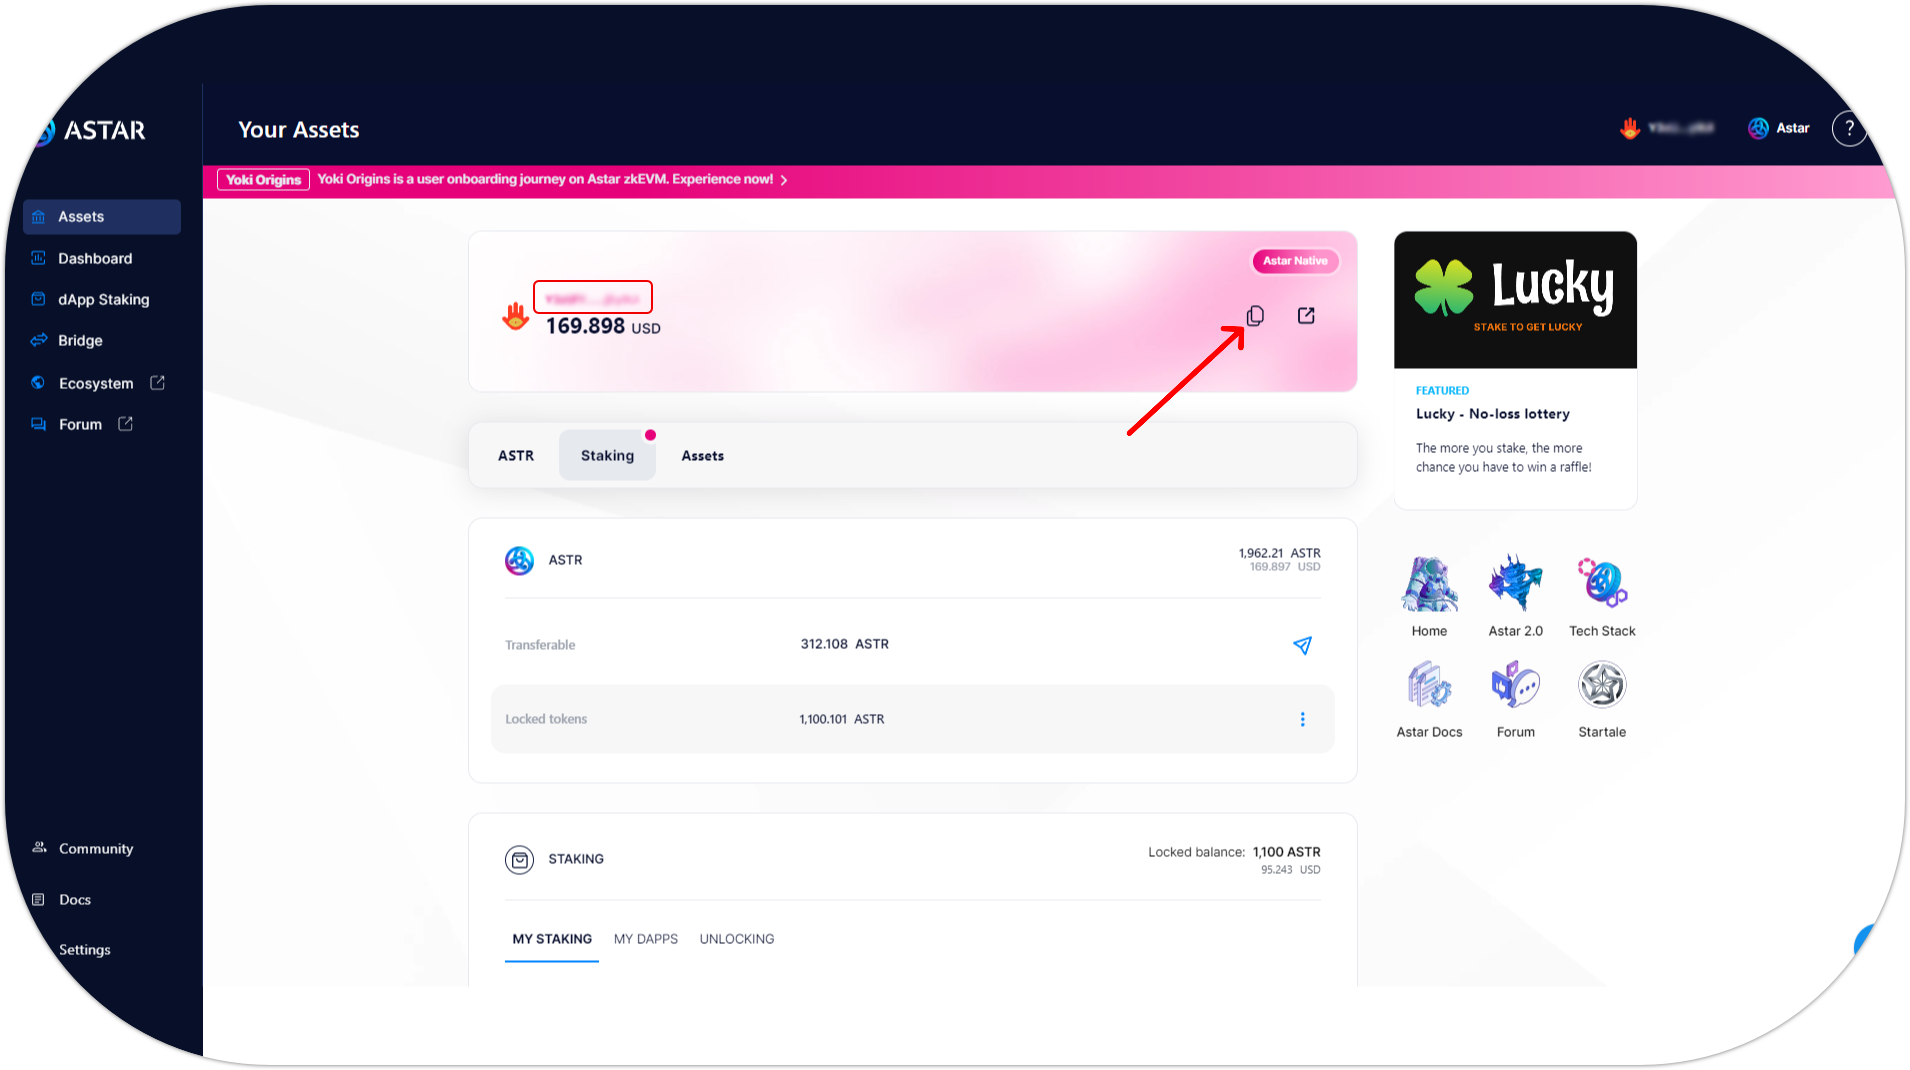 ASTAR
Your Assets
Astar
?
Yoki Origins
Yoki Origins is a user onboarding journey on Astar zkEVM. Experience now!
Assets
Dashboard
dApp Staking
Bridge
Ecosystem
Forum
Community
Docs
Settings
Astar Native
169.898 USD
ASTR
Staking
Assets
ASTR
1,962.21 ASTR
169.897 USD
Transferable
312.108 ASTR
Locked tokens
1,100.101 ASTR
STAKING
Locked balance: 1,100 ASTR
95.243 USD
MY STAKING
MY DAPPS
UNLOCKING
Lucky
STAKE TO GET LUCKY
FEATURED
Lucky - No-loss lottery
The more you stake, the more
chance you have to win a raffle!
Home
Astar 2.0
Tech Stack
Astar Docs
Forum
Startale